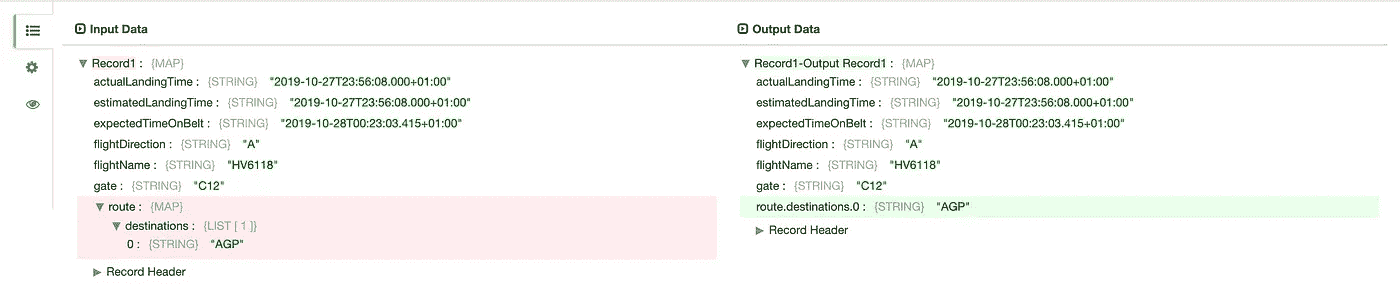 Input Data
Record1 : {MAP}
actualLandingTime : {STRING} "2019-10-27T23:56:08.000+01:00"
estimatedLandingTime : {STRING} "2019-10-27T23:56:08.000+01:00"
expectedTimeOnBelt : {STRING} "2019-10-28T00:23:03.415+01:00"
flightDirection : {STRING} "A"
flightName : {STRING} "HV6118"
gate : {STRING} "C12"
route : {MAP}
destinations : {LIST [ 1 ]}
0 : {STRING} "AGP"
Record Header
Output Data
Record1-Output Record1 : {MAP}
actualLandingTime : {STRING} "2019-10-27T23:56:08.000+01:00"
estimatedLandingTime : {STRING} "2019-10-27T23:56:08.000+01:00"
expectedTimeOnBelt : {STRING} "2019-10-28T00:23:03.415+01:00"
flightDirection : {STRING} "A"
flightName : {STRING} "HV6118"
gate : {STRING} "C12"
route.destinations.0 : {STRING} "AGP"
Record Header